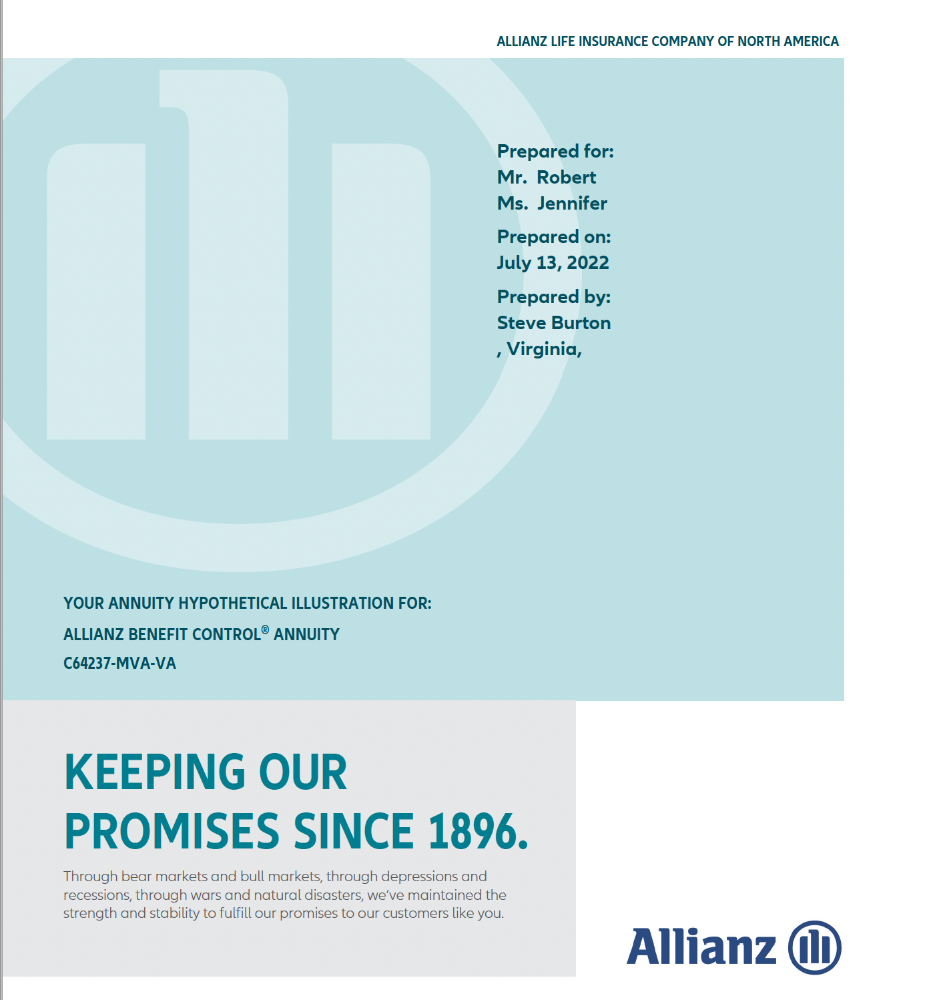 ALLIANZ LIFE INSURANCE COMPANY OF NORTH AMERICA
Prepared for:
Mr. Robert
Ms. Jennifer
Prepared on:
July 13, 2022
Prepared by:
Steve Burton
, Virginia,
YOUR ANNUITY HYPOTHETICAL ILLUSTRATION FOR:
ALLIANZ BENEFIT CONTROL® ANNUITY
C64237-MVA-VA
KEEPING OUR
PROMISES SINCE 1896.
Through bear markets and bull markets, through depressions and
recessions, through wars and natural disasters, we’ve maintained the
strength and stability to fulfill our promises to our customers like you.
Allianz